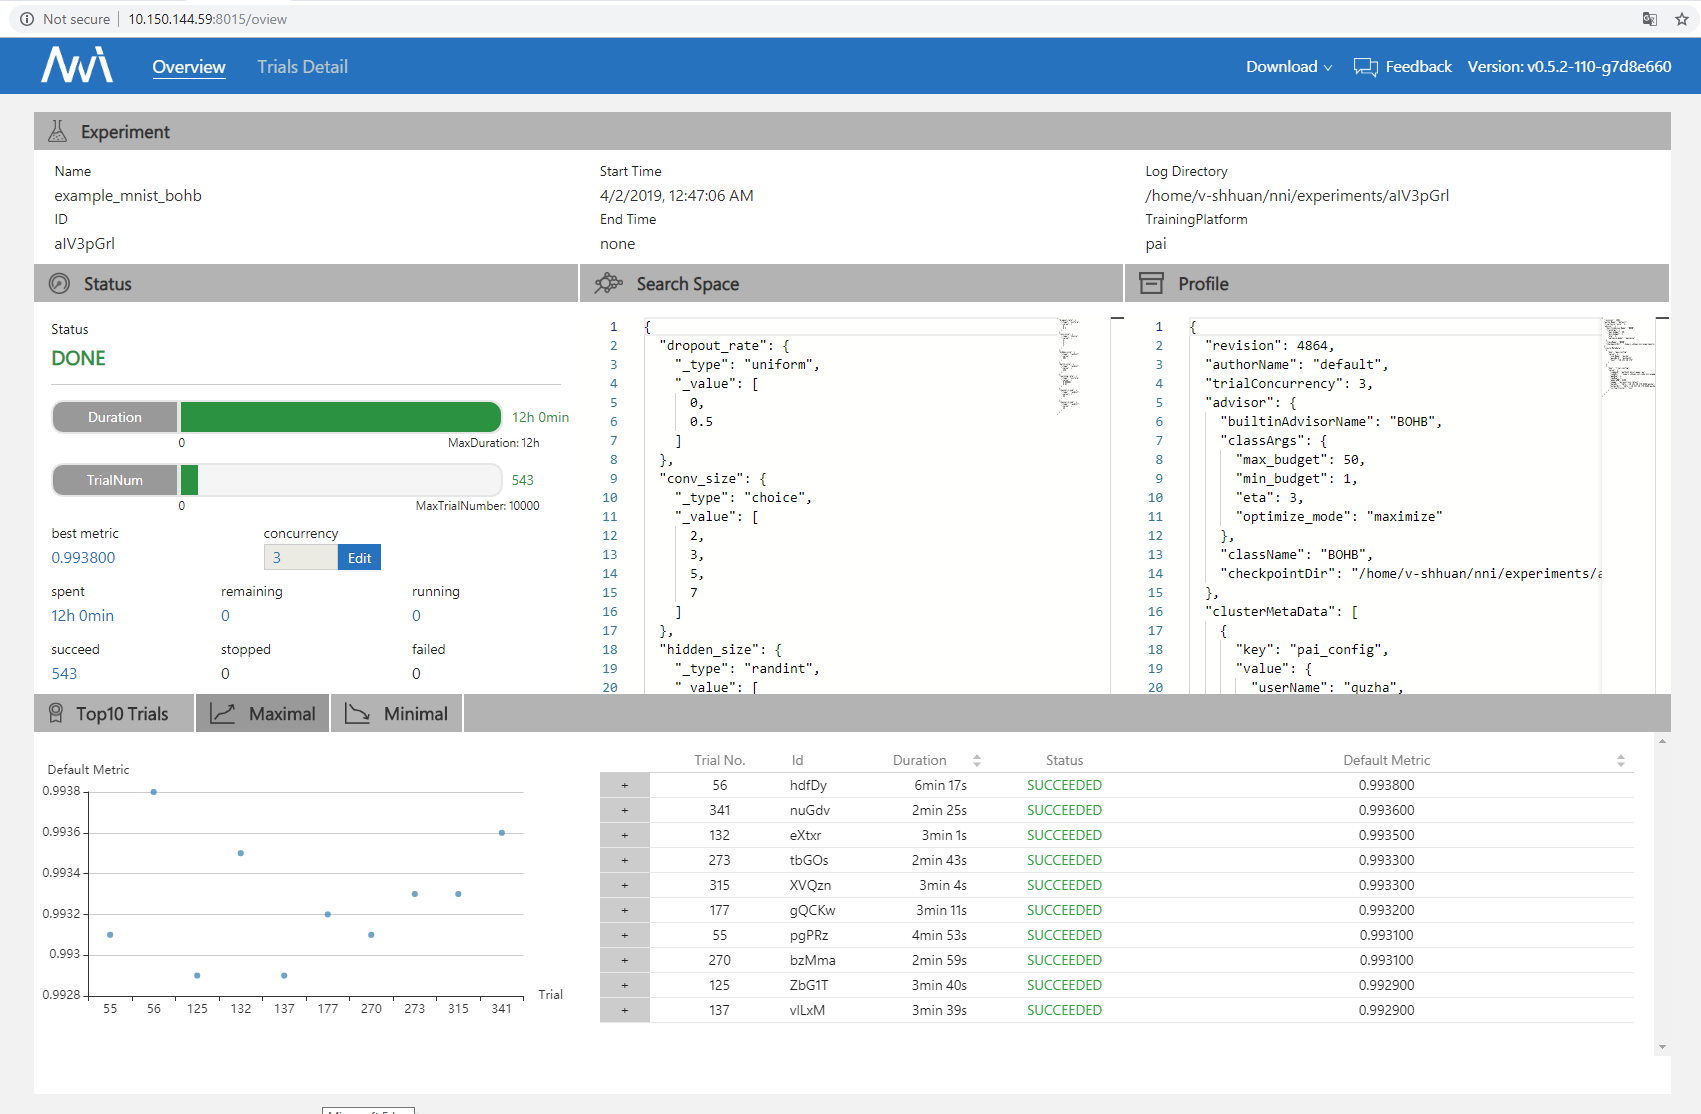 Not secure | 10.150.144.59:8015/oview
NNI Overview Trials Detail Download Feedback Version: v0.5.2-110-g7d8e660
Experiment
Name Start Time Log Directory
example_mnist_bohb 4/2/2019, 12:47:06 AM /home/v-shhuan/nni/experiments/aIV3pGrl
ID End Time TrainingPlatform
aIV3pGrl none pai
Status
Status
DONE
Duration 12h 0min
0 MaxDuration: 12h
TrialNum 543
0 MaxTrialNumber: 10000
best metric concurrency
0.993800 3 Edit
spent remaining running
12h 0min 0 0
succeed stopped failed
543 0 0
Search Space
1 {
2 "dropout_rate": {
3 "_type": "uniform",
4 "_value": [
5 0,
6 0.5
7 ]
8 },
9 "conv_size": {
10 "_type": "choice",
11 "_value": [
12 2,
13 3,
14 5,
15 7
16 ]
17 },
18 "hidden_size": {
19 "_type": "randint",
20 "_value": [
Profile
1 {
2 "revision": 4864,
3 "authorName": "default",
4 "trialConcurrency": 3,
5 "advisor": {
6 "builtinAdvisorName": "BOHB",
7 "classArgs": {
8 "max_budget": 50,
9 "min_budget": 1,
10 "eta": 3,
11 "optimize_mode": "maximize"
12 },
13 "className": "BOHB",
14 "checkpointDir": "/home/v-shhuan/nni/experiments/a
15 },
16 "clusterMetaData": [
17 {
18 "key": "pai_config",
19 "value": {
20 "userName": "quzha",
Top10 Trials Maximal Minimal
Default Metric
0.9938
0.9936
0.9934
0.9932
0.993
0.9928
55 56 125 132 137 177 270 273 315 341
Trial
Trial No. Id Duration Status Default Metric
+ 56 hdfDy 6min 17s SUCCEEDED 0.993800
+ 341 nuGdv 2min 25s SUCCEEDED 0.993600
+ 132 eXtxr 3min 1s SUCCEEDED 0.993500
+ 273 tbGOs 2min 43s SUCCEEDED 0.993300
+ 315 XVQzn 3min 4s SUCCEEDED 0.993300
+ 177 gQCKw 3min 11s SUCCEEDED 0.993200
+ 55 pgPRz 4min 53s SUCCEEDED 0.993100
+ 270 bzMma 2min 59s SUCCEEDED 0.993100
+ 125 ZbG1T 3min 40s SUCCEEDED 0.992900
+ 137 vlLxM 3min 39s SUCCEEDED 0.992900